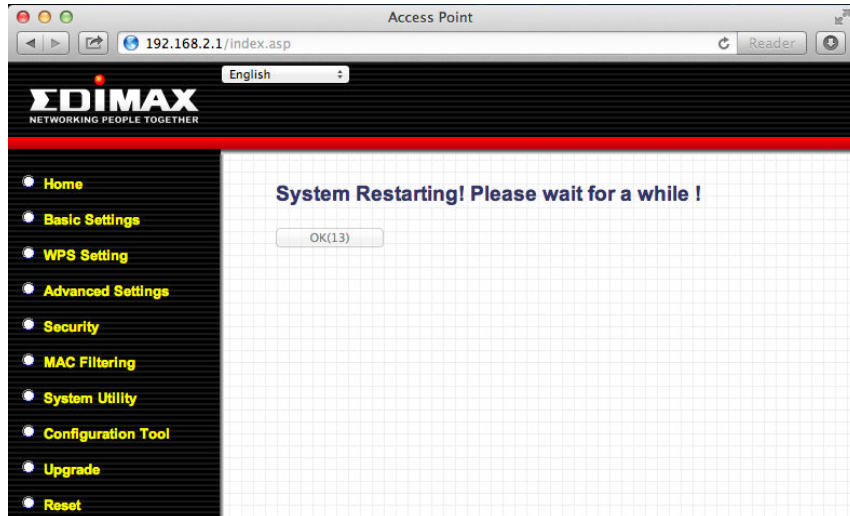 Access Point
192.168.2.1/index.asp
Reader
English
EDIMAX
NETWORKING PEOPLE TOGETHER
Home
Basic Settings
WPS Setting
Advanced Settings
Security
MAC Filtering
System Utility
Configuration Tool
Upgrade
Reset
System Restarting! Please wait for a while !
OK(13)